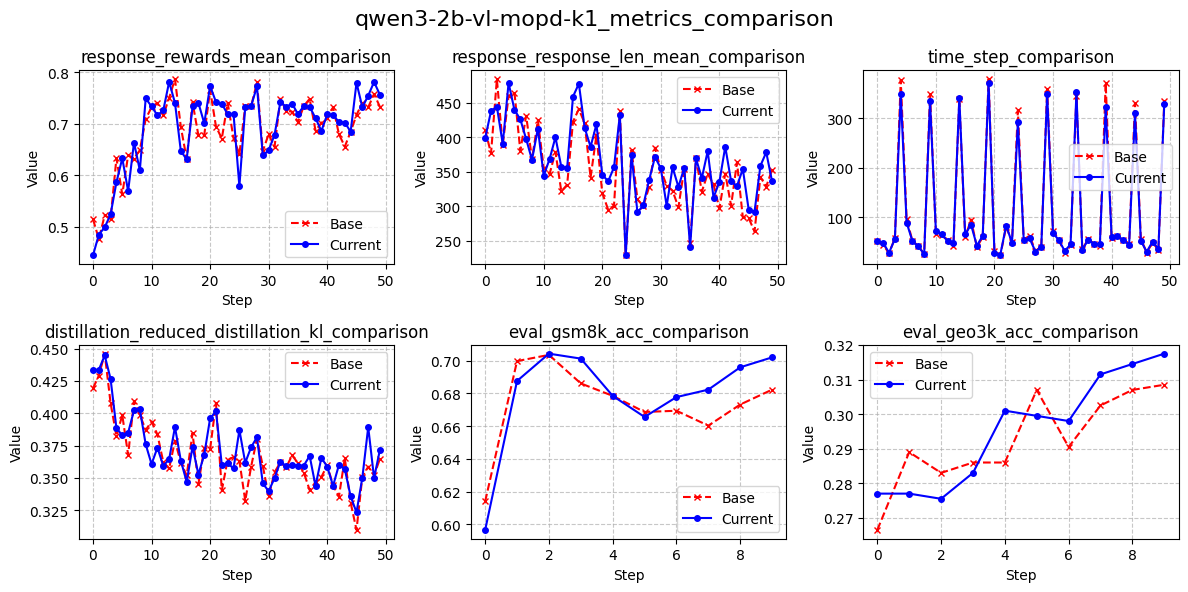 qwen3-2b-vl-mopd-k1_metrics_comparison
response_rewards_mean_comparison
Value
0.8
0.7
0.6
0.5
Base
Current
0 10 20 30 40 50
Step
response_response_len_mean_comparison
Value
450
400
350
300
250
Base
Current
0 10 20 30 40 50
Step
time_step_comparison
Value
300
200
100
Base
Current
0 10 20 30 40 50
Step
distillation_reduced_distillation_kl_comparison
Value
0.450
0.425
0.400
0.375
0.350
0.325
Base
Current
0 10 20 30 40 50
Step
eval_gsm8k_acc_comparison
Value
0.70
0.68
0.66
0.64
0.62
0.60
Base
Current
0 2 4 6 8
Step
eval_geo3k_acc_comparison
Value
0.32
0.31
0.30
0.29
0.28
0.27
Base
Current
0 2 4 6 8
Step